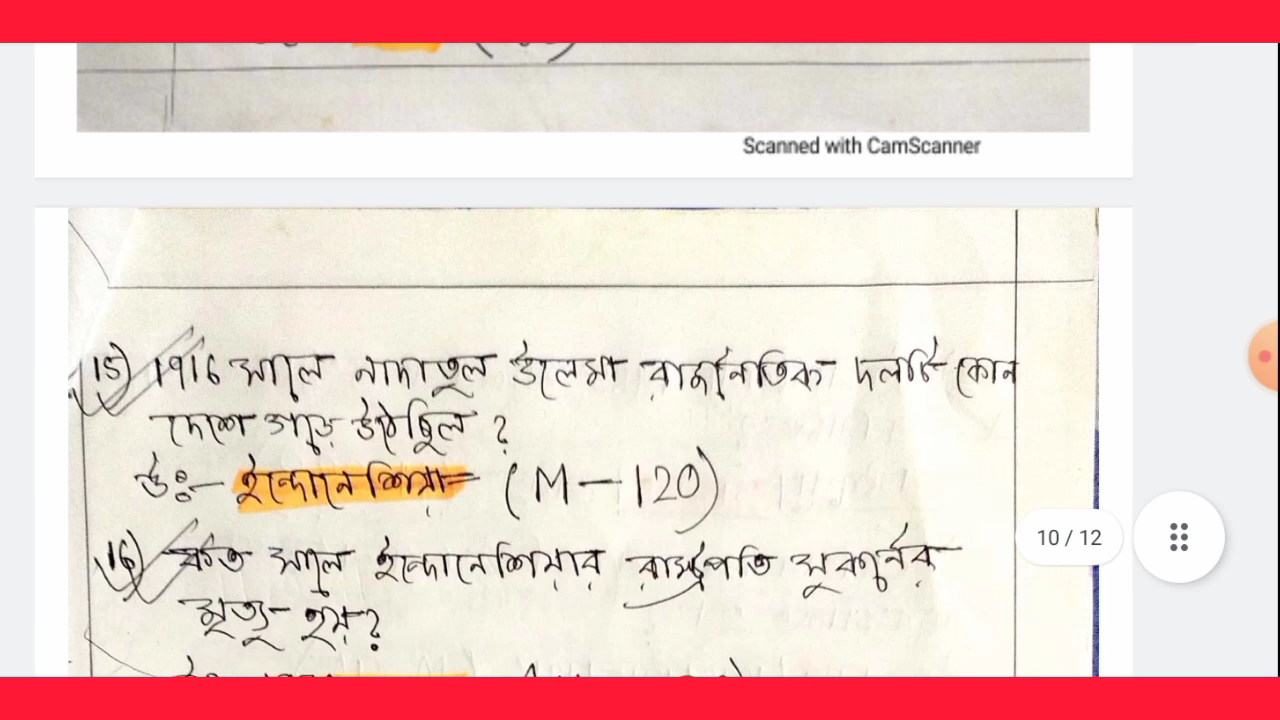 Scanned with CamScanner
15) 1916 সালে নাদাতুল উলেমা রাজনৈতিক দলটি কোন
দেশে গড়ে উঠেছিল ?
উঃ- ইন্দোনেশিয়া (M - 120)
16) কত সালে ইন্দোনেশিয়ার রাষ্ট্রপতি সুকর্নের
মৃত্যু হয় ?
10 / 12